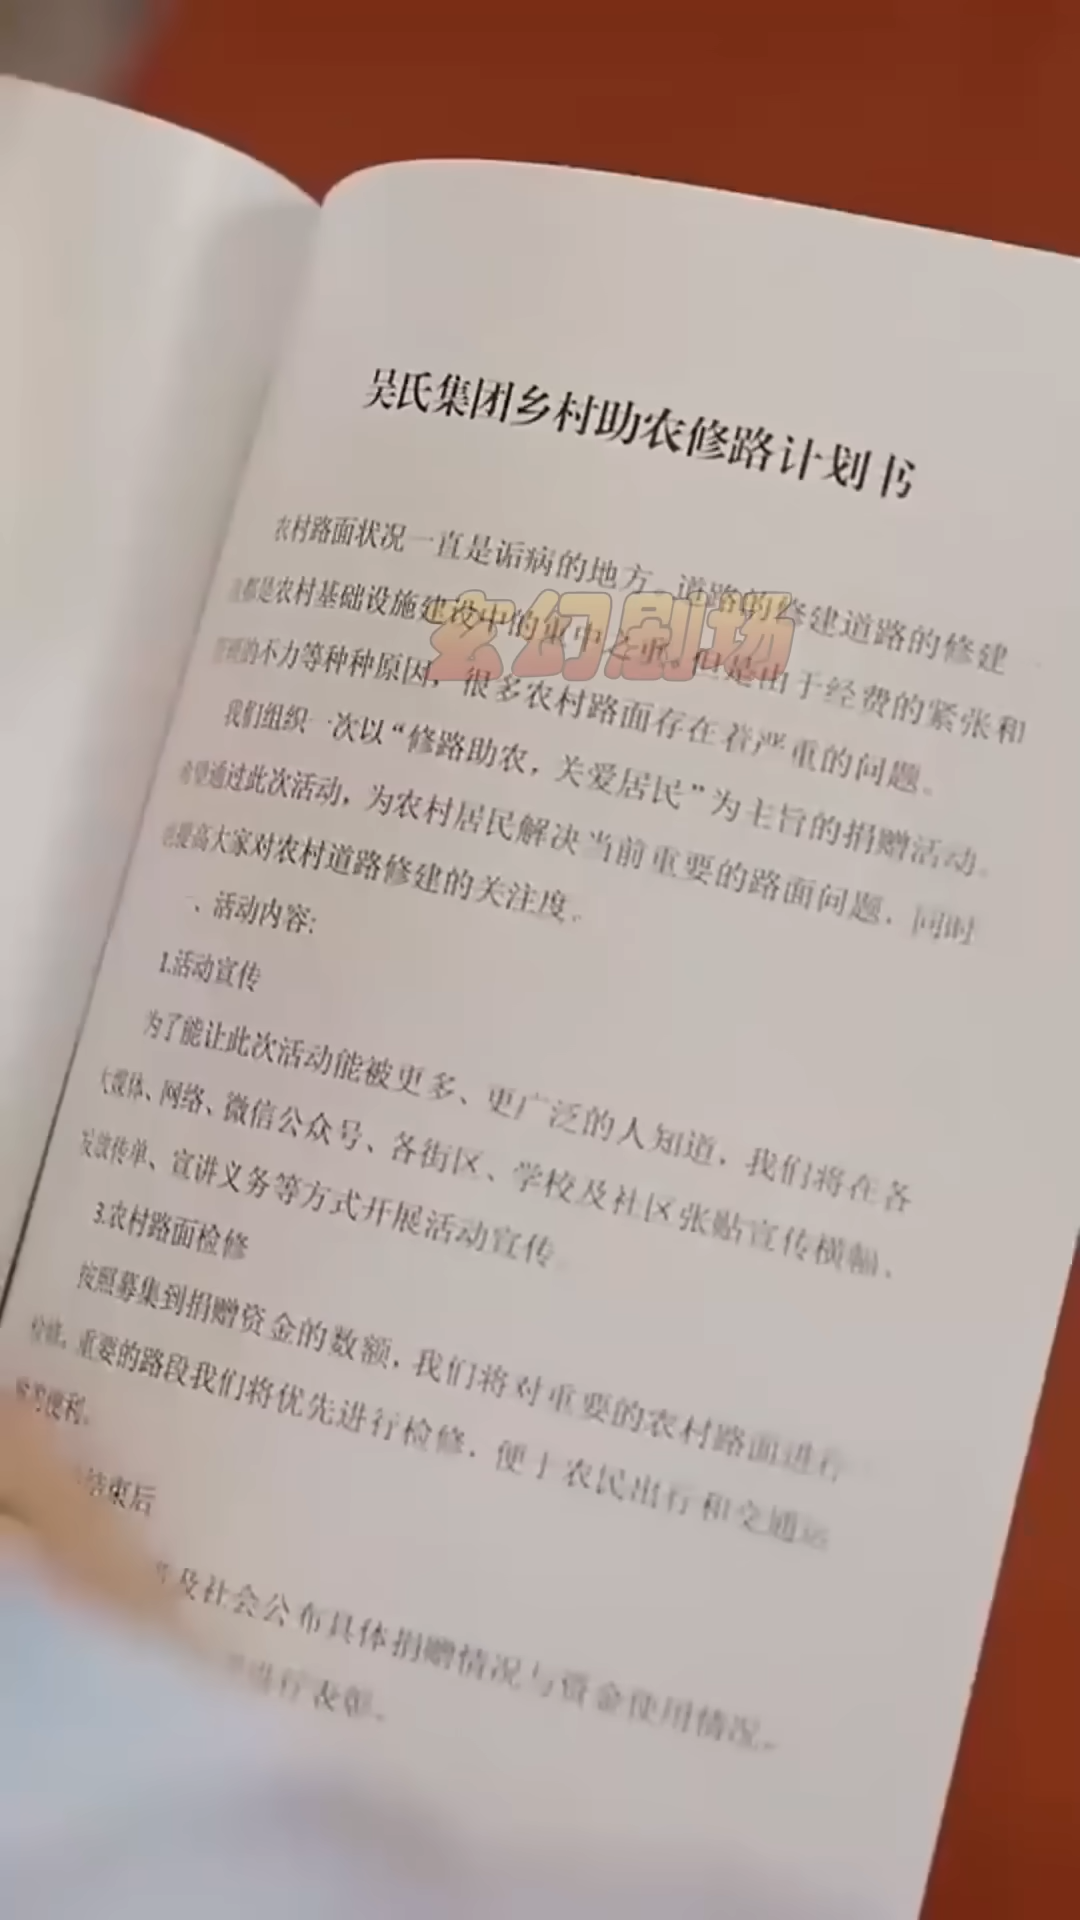 吴氏集团乡村助农修路计划书
农村路面状况一直是诟病的地方。道路的修建道路的修建
都是农村基础设施建设中的重中之重。但是由于经费的紧张和
的不力等种种原因，很多农村路面存在着严重的问题。
我们组织一次以“修路助农，关爱居民”为主旨的捐赠活动。
希望通过此次活动，为农村居民解决当前重要的路面问题，同时
提高大家对农村道路修建的关注度。
一、活动内容:
1.活动宣传
为了能让此次活动能被更多、更广泛的人知道，我们将在各
大媒体、网络、微信公众号、各街区、学校及社区张贴宣传横幅，
发放传单、宣讲义务等方式开展活动宣传。
3.农村路面检修
按照募集到捐赠资金的数额，我们将对重要的农村路面进行
检修。重要的路段我们将优先进行检修，便于农民出行和交通运
便利。
结束后
及社会公布具体捐赠情况与资金使用情况。
进行表彰。
玄幻剧场